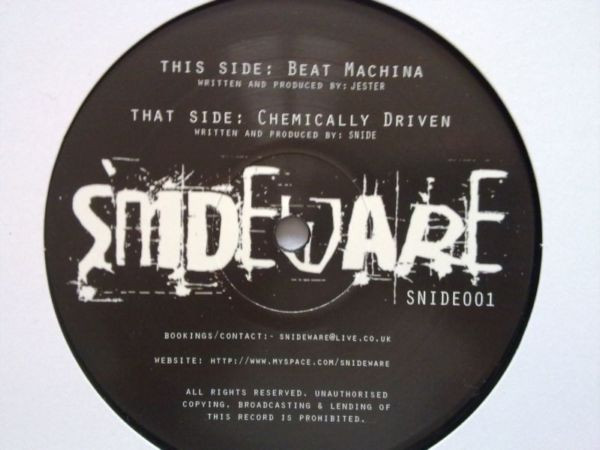 THIS SIDE: BEAT MACHINA
WRITTEN AND PRODUCED BY: JESTER
THAT SIDE: CHEMICALLY DRIVEN
WRITTEN AND PRODUCED BY: SNIDE
SNIDEWARE
SNIDE001
BOOKINGS/CONTACT:- SNIDEWARE@LIVE.CO.UK
WEBSITE: HTTP://WWW.MYSPACE.COM/SNIDEWARE
ALL RIGHTS RESERVED. UNAUTHORISED
COPYING, BROADCASTING & LENDING OF
THIS RECORD IS PROHIBITED.